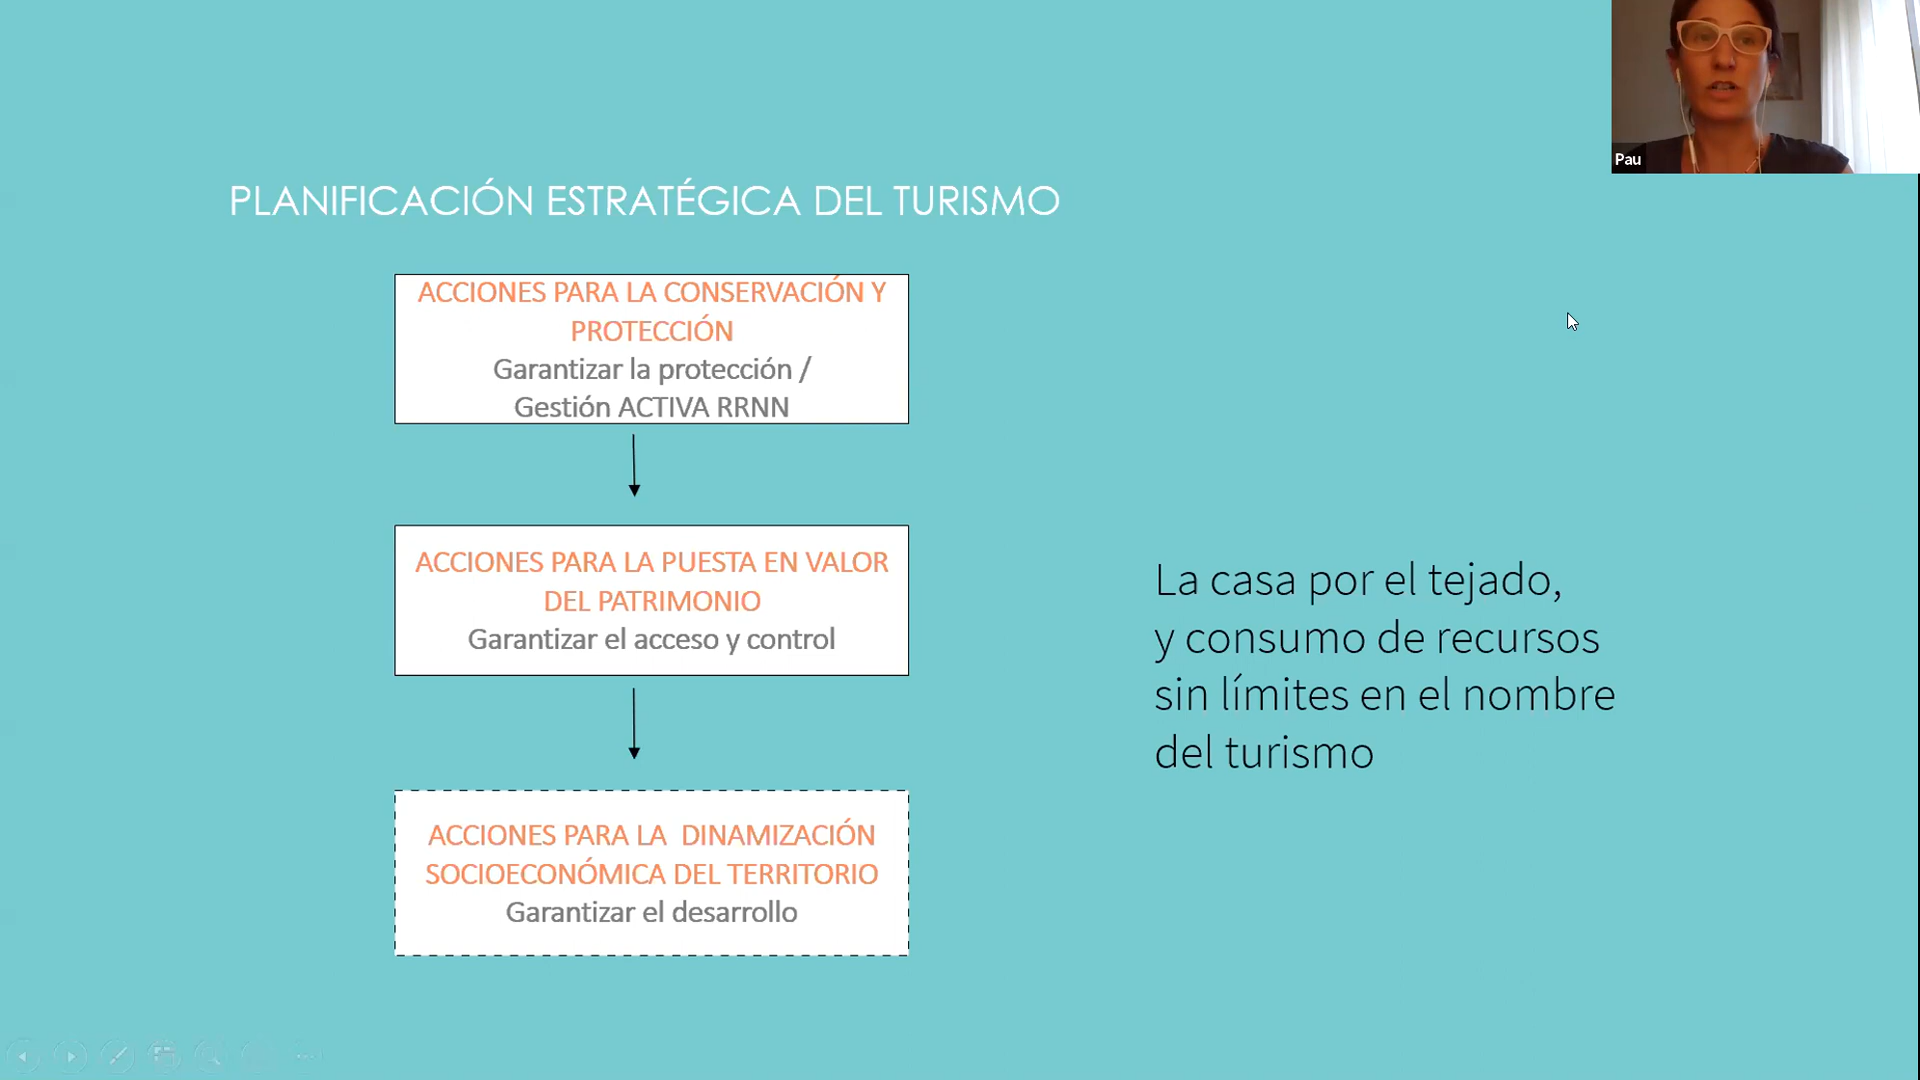 Pau
PLANIFICACIÓN ESTRATÉGICA DEL TURISMO
ACCIONES PARA LA CONSERVACIÓN Y
PROTECCIÓN
Garantizar la protección /
Gestión ACTIVA RRNN
ACCIONES PARA LA PUESTA EN VALOR
DEL PATRIMONIO
Garantizar el acceso y control
ACCIONES PARA LA DINAMIZACIÓN
SOCIOECONÓMICA DEL TERRITORIO
Garantizar el desarrollo
La casa por el tejado,
y consumo de recursos
sin límites en el nombre
del turismo